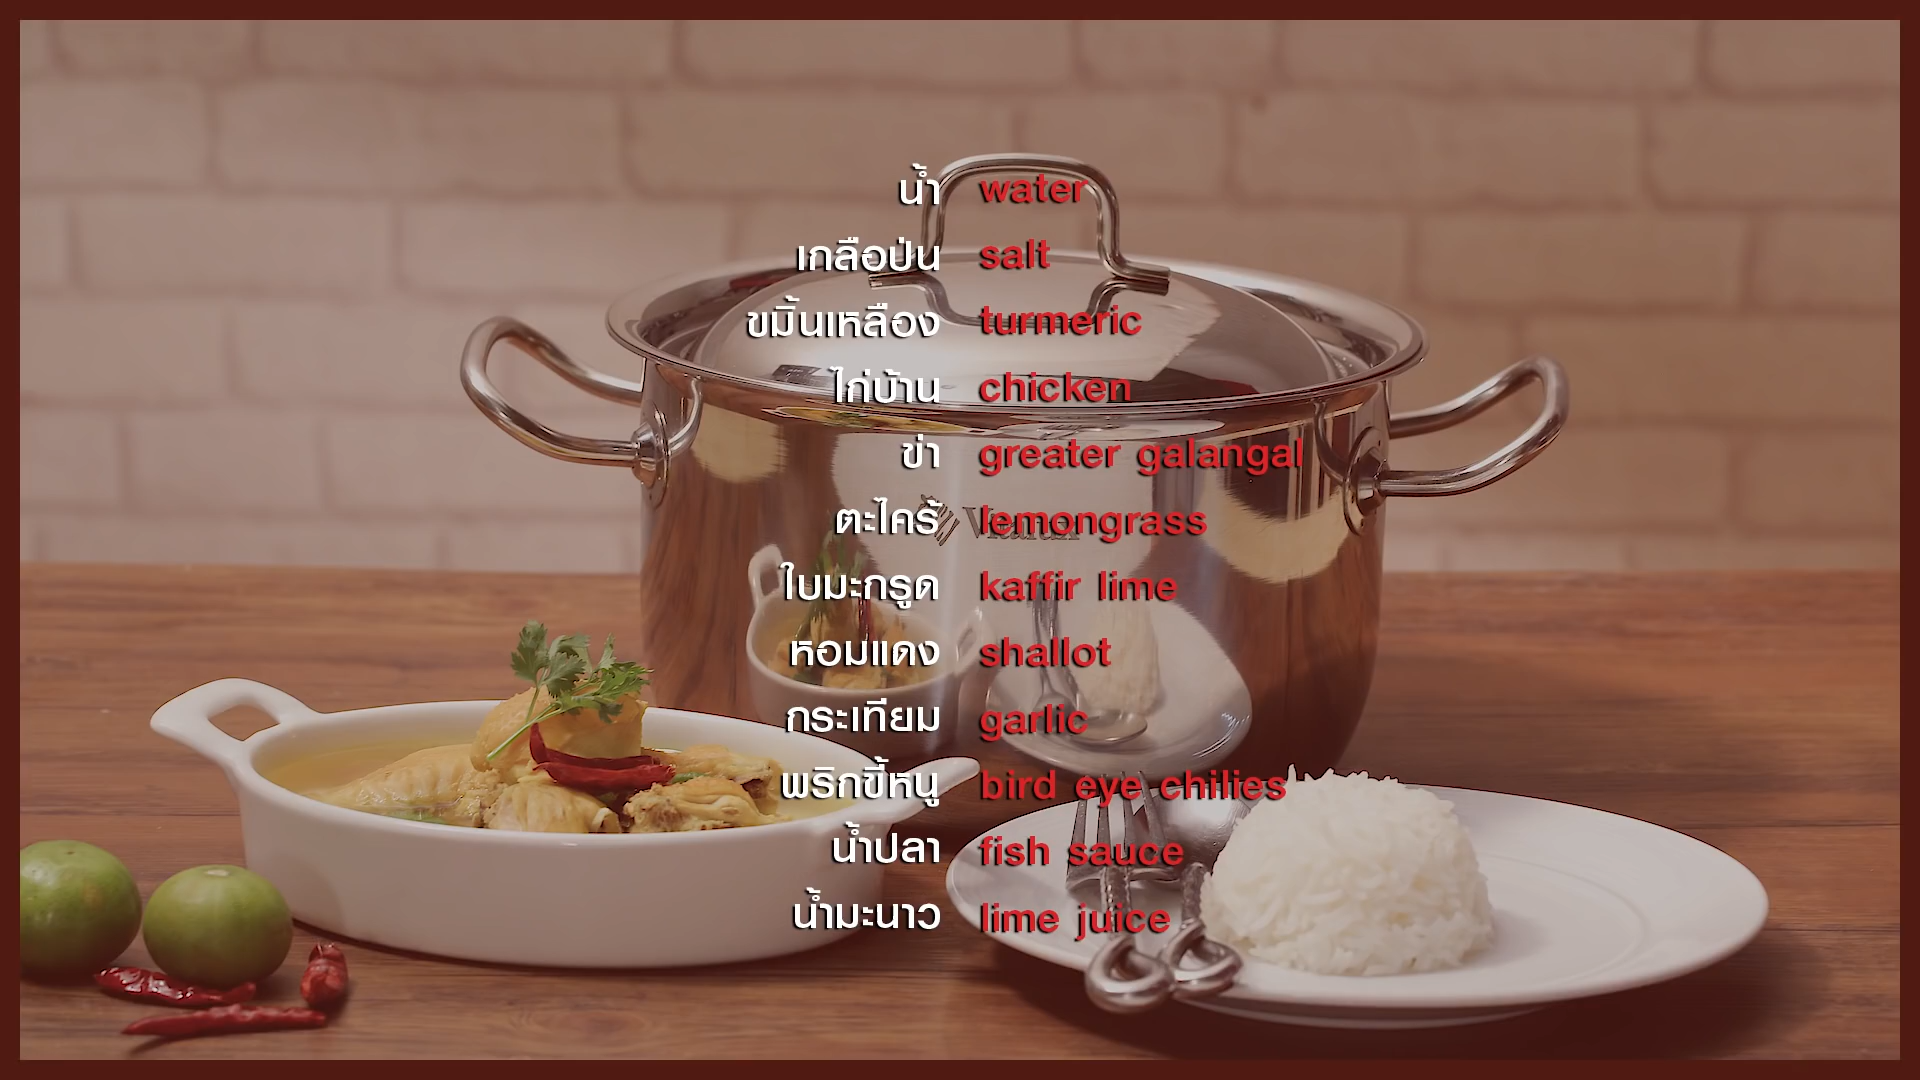 น้ำ water
เกลือป่น salt
ขมิ้นเหลือง turmeric
ไก่บ้าน chicken
ข่า greater galangal
ตะไคร้ lemongrass
ใบมะกรูด kaffir lime
หอมแดง shallot
กระเทียม garlic
พริกขี้หนู bird eye chilies
น้ำปลา fish sauce
น้ำมะนาว lime juice